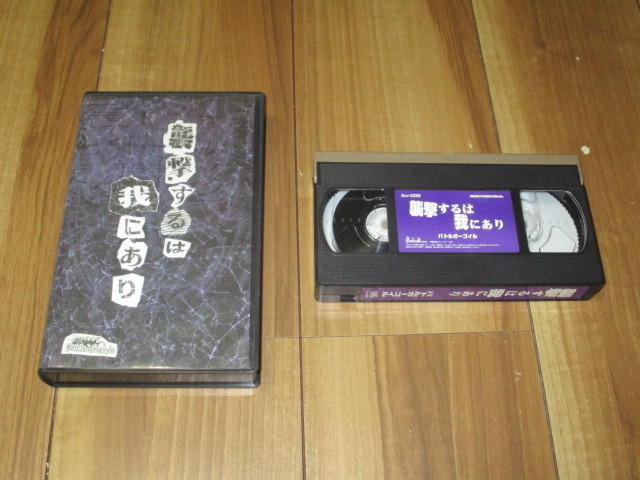 襲撃するは
我にあり
襲撃するは
我にあり
バトルガーゴイル
襲撃するは我にあり
バトルガーゴイル